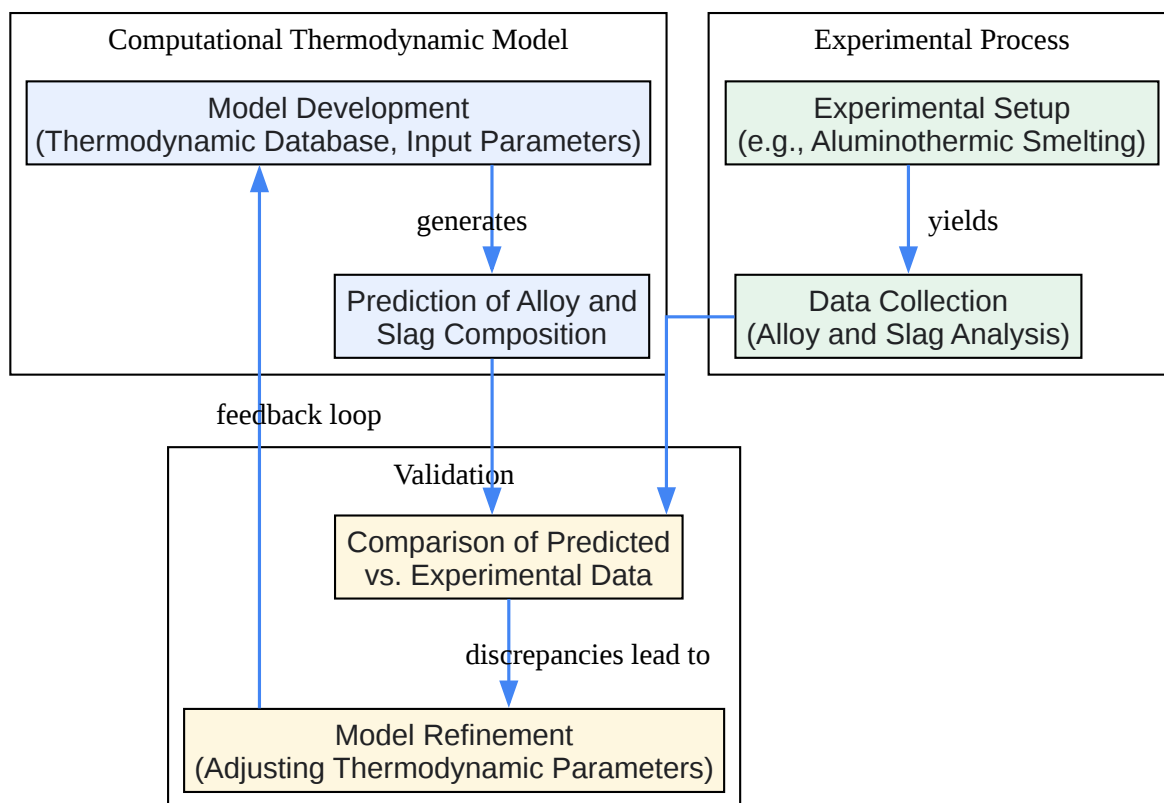 Computational Thermodynamic Model
Model Development
(Thermodynamic Database, Input Parameters)
generates
Prediction of Alloy and
Slag Composition
Experimental Process
Experimental Setup
(e.g., Aluminothermic Smelting)
yields
Data Collection
(Alloy and Slag Analysis)
feedback loop
Validation
Comparison of Predicted
vs. Experimental Data
discrepancies lead to
Model Refinement
(Adjusting Thermodynamic Parameters)